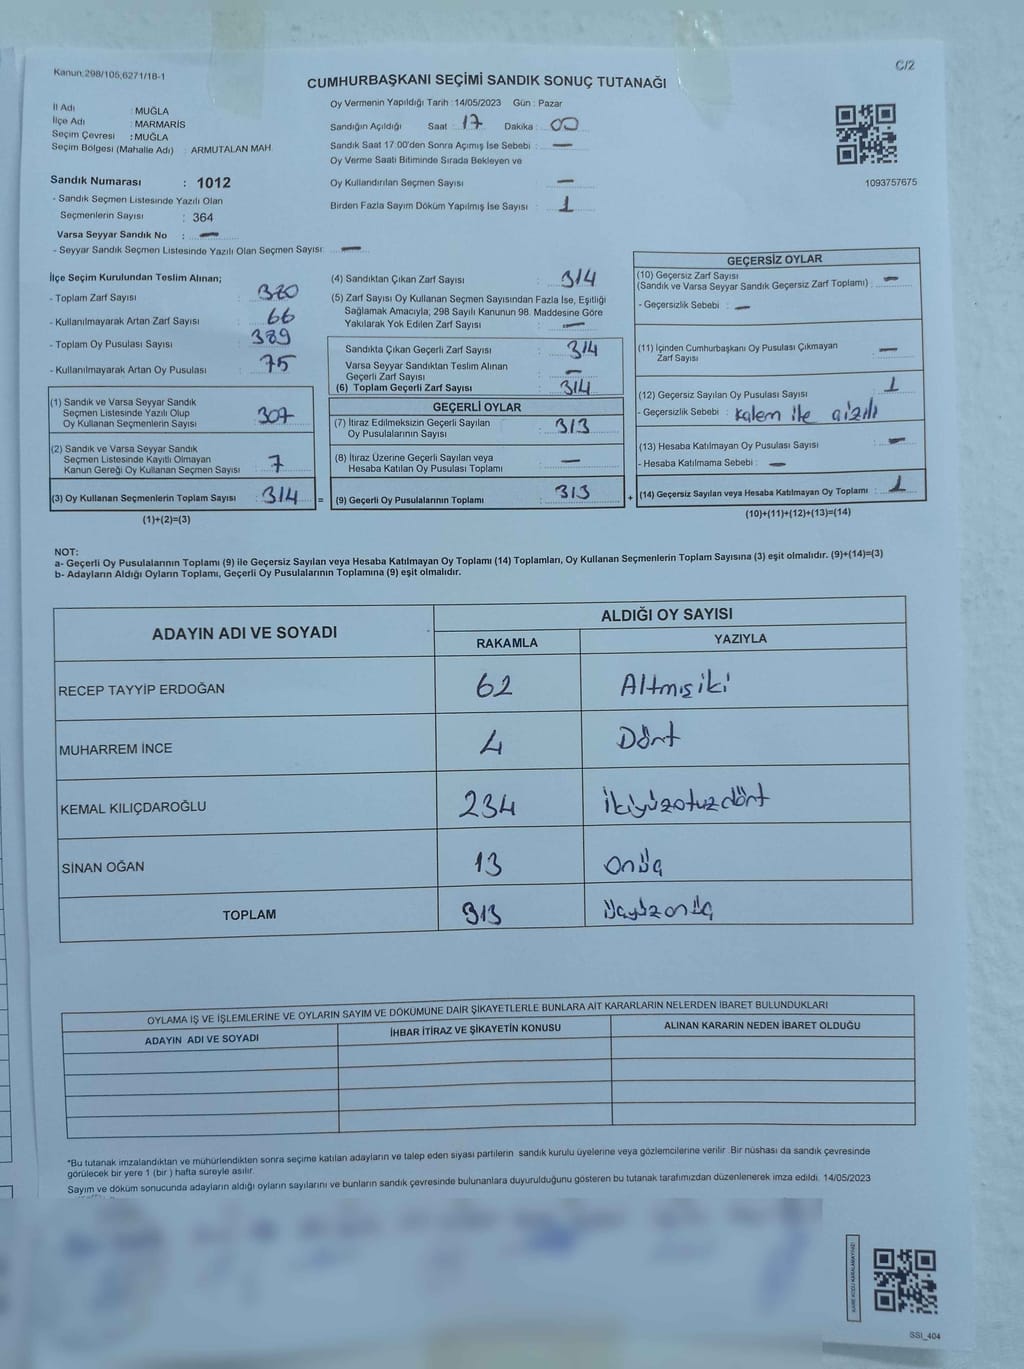 Kanun:298/105,6271/18-1
C/2
CUMHURBAŞKANI SEÇİMİ SANDIK SONUÇ TUTANAĞI
İl Adı : MUĞLA
İlçe Adı : MARMARİS
Seçim Çevresi : MUĞLA
Seçim Bölgesi (Mahalle Adı) : ARMUTALAN MAH.
Oy Vermenin Yapıldığı Tarih :14/05/2023 Gün : Pazar
Sandığın Açıldığı Saat : 17 Dakika : 00
Sandık Saat 17:00'den Sonra Açımış İse Sebebi : —
Oy Verme Saati Bitiminde Sırada Bekleyen ve
Oy Kullandırılan Seçmen Sayısı : —
Birden Fazla Sayım Döküm Yapılmış İse Sayısı : 1
1093757675
Sandık Numarası : 1012
- Sandık Seçmen Listesinde Yazılı Olan
Seçmenlerin Sayısı : 364
Varsa Seyyar Sandık No : —
- Seyyar Sandık Seçmen Listesinde Yazılı Olan Seçmen Sayısı: —
İlçe Seçim Kurulundan Teslim Alınan;
- Toplam Zarf Sayısı : 380
- Kullanılmayarak Artan Zarf Sayısı : 66
- Toplam Oy Pusulası Sayısı : 389
- Kullanılmayarak Artan Oy Pusulası : 75
(1) Sandık ve Varsa Seyyar Sandık
Seçmen Listesinde Yazılı Olup
Oy Kullanan Seçmenlerin Sayısı : 307
(2) Sandık ve Varsa Seyyar Sandık
Seçmen Listesinde Kayıtlı Olmayan
Kanun Gereği Oy Kullanan Seçmen Sayısı : 7
(3) Oy Kullanan Seçmenlerin Toplam Sayısı : 314 =
(1)+(2)=(3)
(4) Sandıktan Çıkan Zarf Sayısı : 314
(5) Zarf Sayısı Oy Kullanan Seçmen Sayısından Fazla İse, Eşitliği
Sağlamak Amacıyla; 298 Sayılı Kanunun 98. Maddesine Göre
Yakılarak Yok Edilen Zarf Sayısı : —
Sandıkta Çıkan Geçerli Zarf Sayısı : 314
Varsa Seyyar Sandıktan Teslim Alınan
Geçerli Zarf Sayısı : —
(6) Toplam Geçerli Zarf Sayısı : 314
GEÇERLİ OYLAR
(7) İtiraz Edilmeksizin Geçerli Sayılan
Oy Pusulalarının Sayısı : 313
(8) İtiraz Üzerine Geçerli Sayılan veya
Hesaba Katılan Oy Pusulası Toplamı : —
(9) Geçerli Oy Pusulalarının Toplamı : 313 +
GEÇERSİZ OYLAR
(10) Geçersiz Zarf Sayısı
(Sandık ve Varsa Seyyar Sandık Geçersiz Zarf Toplamı) : —
- Geçersizlik Sebebi : —
(11) İçinden Cumhurbaşkanı Oy Pusulası Çıkmayan
Zarf Sayısı : —
(12) Geçersiz Sayılan Oy Pusulası Sayısı : 1
- Geçersizlik Sebebi : kalem ile çizili
(13) Hesaba Katılmayan Oy Pusulası Sayısı : —
- Hesaba Katılmama Sebebi : —
(14) Geçersiz Sayılan veya Hesaba Katılmayan Oy Toplamı : 1
(10)+(11)+(12)+(13)=(14)
NOT:
a- Geçerli Oy Pusulalarının Toplamı (9) ile Geçersiz Sayılan veya Hesaba Katılmayan Oy Toplamı (14) Toplamları, Oy Kullanan Seçmenlerin Toplam Sayısına (3) eşit olmalıdır. (9)+(14)=(3)
b- Adayların Aldığı Oyların Toplamı, Geçerli Oy Pusulalarının Toplamına (9) eşit olmalıdır.
ADAYIN ADI VE SOYADI
ALDIĞI OY SAYISI
RAKAMLA YAZIYLA
RECEP TAYYİP ERDOĞAN 62 Altmışiki
MUHARREM İNCE 4 Dört
KEMAL KILIÇDAROĞLU 234 İkiyüzotuzdört
SİNAN OĞAN 13 onüç
TOPLAM 313 üçyüzonüç
OYLAMA İŞ VE İŞLEMLERİNE VE OYLARIN SAYIM VE DÖKÜMÜNE DAİR ŞİKAYETLERLE BUNLARA AİT KARARLARIN NELERDEN İBARET BULUNDUKLARI
ADAYIN ADI VE SOYADI İHBAR İTİRAZ VE ŞİKAYETİN KONUSU ALINAN KARARIN NEDEN İBARET OLDUĞU
*Bu tutanak imzalandıktan ve mühürlendikten sonra seçime katılan adayların ve talep eden siyasi partilerin sandık kurulu üyelerine veya gözlemcilerine verilir. Bir nüshası da sandık çevresinde
görülecek bir yere 1 (bir ) hafta süreyle asılır.
Sayım ve döküm sonucunda adayların aldığı oyların sayılarını ve bunların sandık çevresinde bulunanlara duyurulduğunu gösteren bu tutanak tarafımızdan düzenlenerek imza edildi. 14/05/2023
KARE KODU KARALAMAYINIZ!
SSI_404